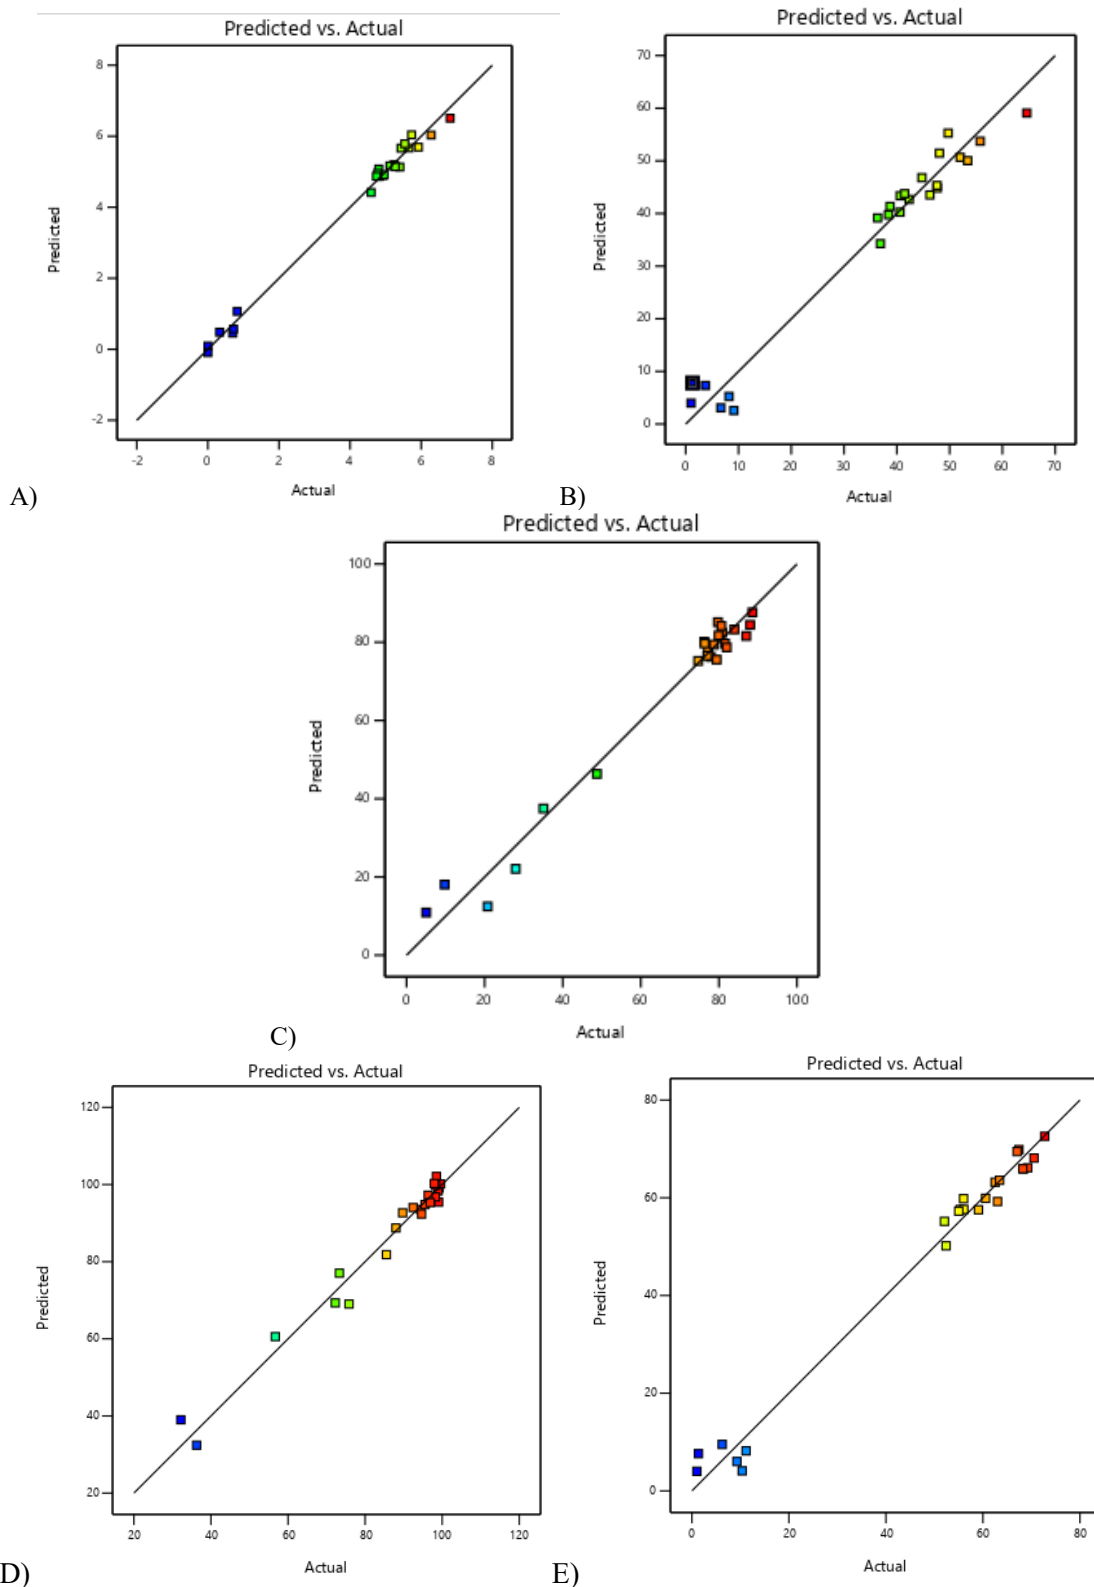 Predicted vs. Actual
8
6
4
2
0
-2
Predicted
-2 0 2 4 6 8
Actual
A)
Predicted vs. Actual
70
60
50
40
30
20
10
0
Predicted
0 10 20 30 40 50 60 70
Actual
B)
Predicted vs. Actual
100
80
60
40
20
0
Predicted
0 20 40 60 80 100
Actual
C)
Predicted vs. Actual
120
100
80
60
40
20
Predicted
20 40 60 80 100 120
Actual
D)
Predicted vs. Actual
80
60
40
20
0
Predicted
0 20 40 60 80
Actual
E)